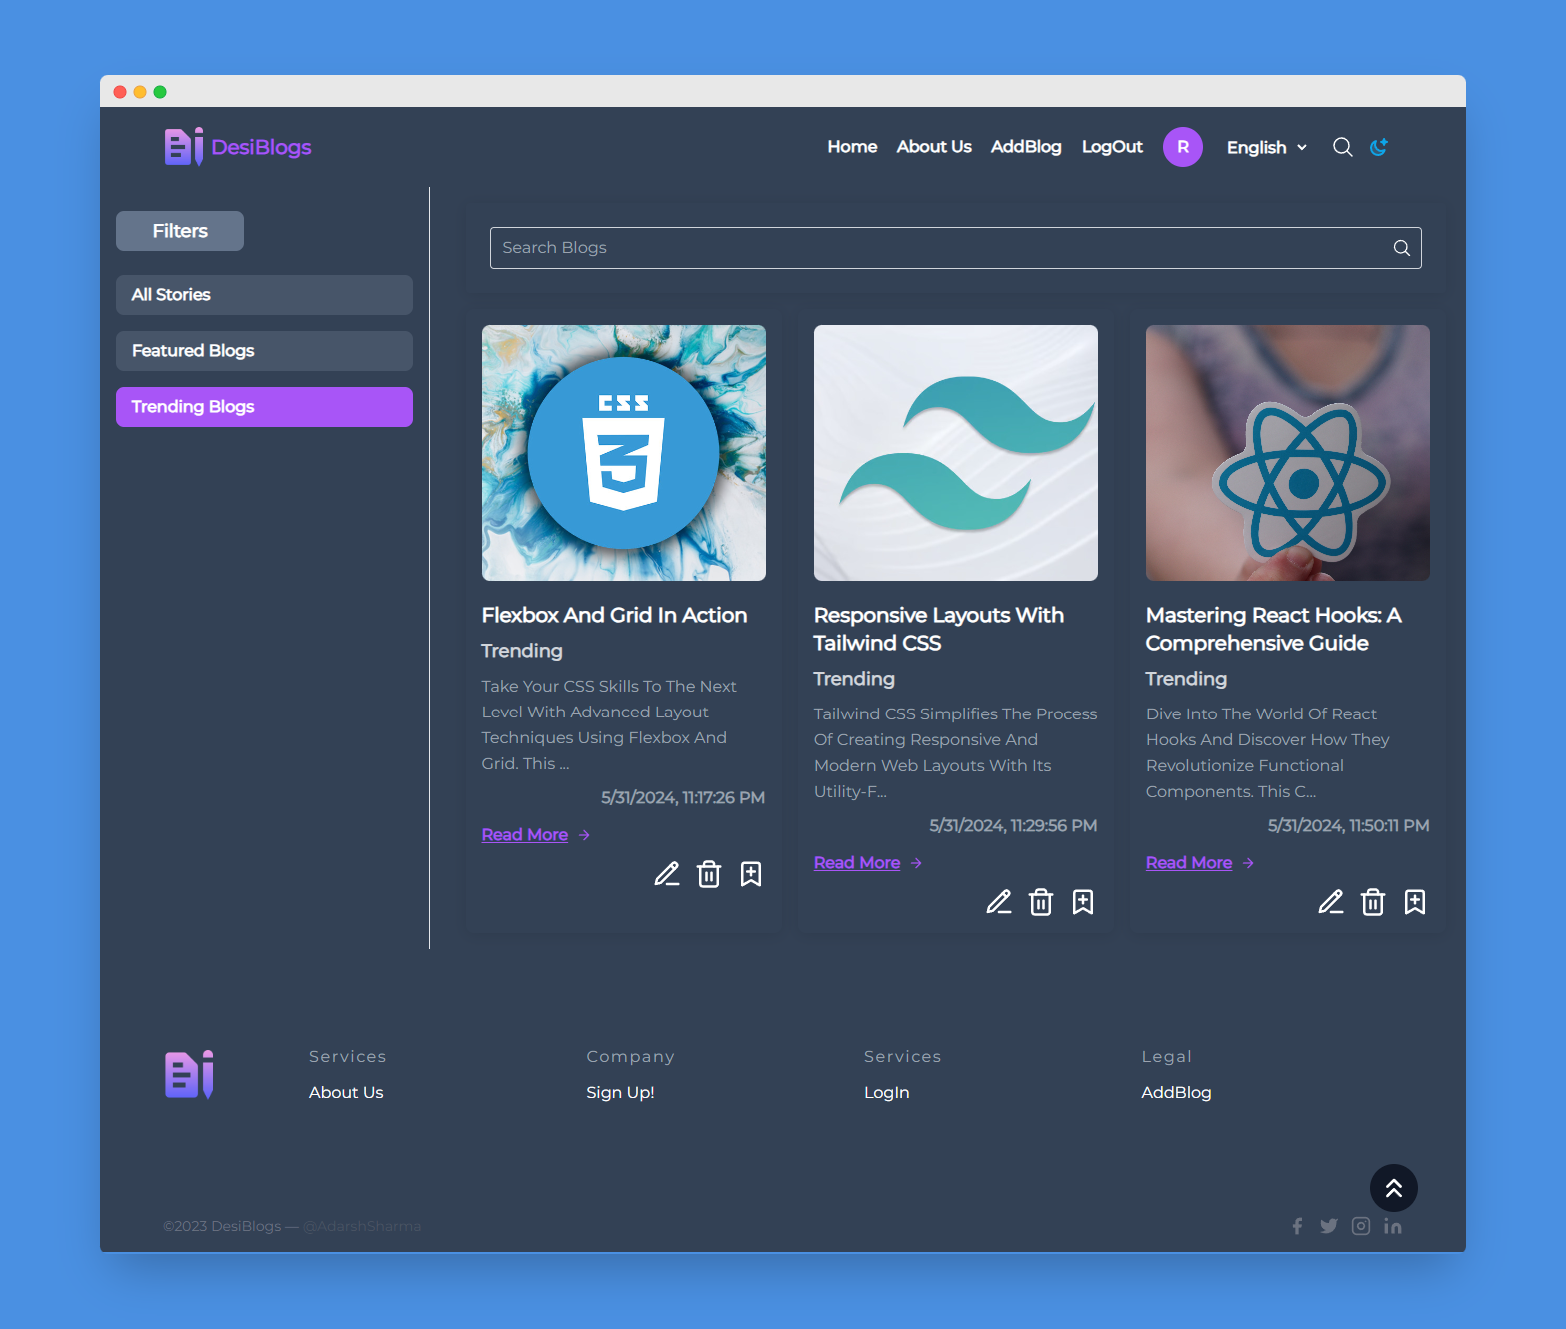 DesiBlogs
Home About Us AddBlog LogOut R English
Filters
All Stories
Featured Blogs
Trending Blogs
Search Blogs
CSS
3
Flexbox And Grid In Action
Trending
Take Your CSS Skills To The Next
Level With Advanced Layout
Techniques Using Flexbox And
Grid. This ...
5/31/2024, 11:17:26 PM
Read More
Responsive Layouts With
Tailwind CSS
Trending
Tailwind CSS Simplifies The Process
Of Creating Responsive And
Modern Web Layouts With Its
Utility-F...
5/31/2024, 11:29:56 PM
Read More
Mastering React Hooks: A
Comprehensive Guide
Trending
Dive Into The World Of React
Hooks And Discover How They
Revolutionize Functional
Components. This C...
5/31/2024, 11:50:11 PM
Read More
Services
About Us
Company
Sign Up!
Services
LogIn
Legal
AddBlog
©2023 DesiBlogs — @AdarshSharma